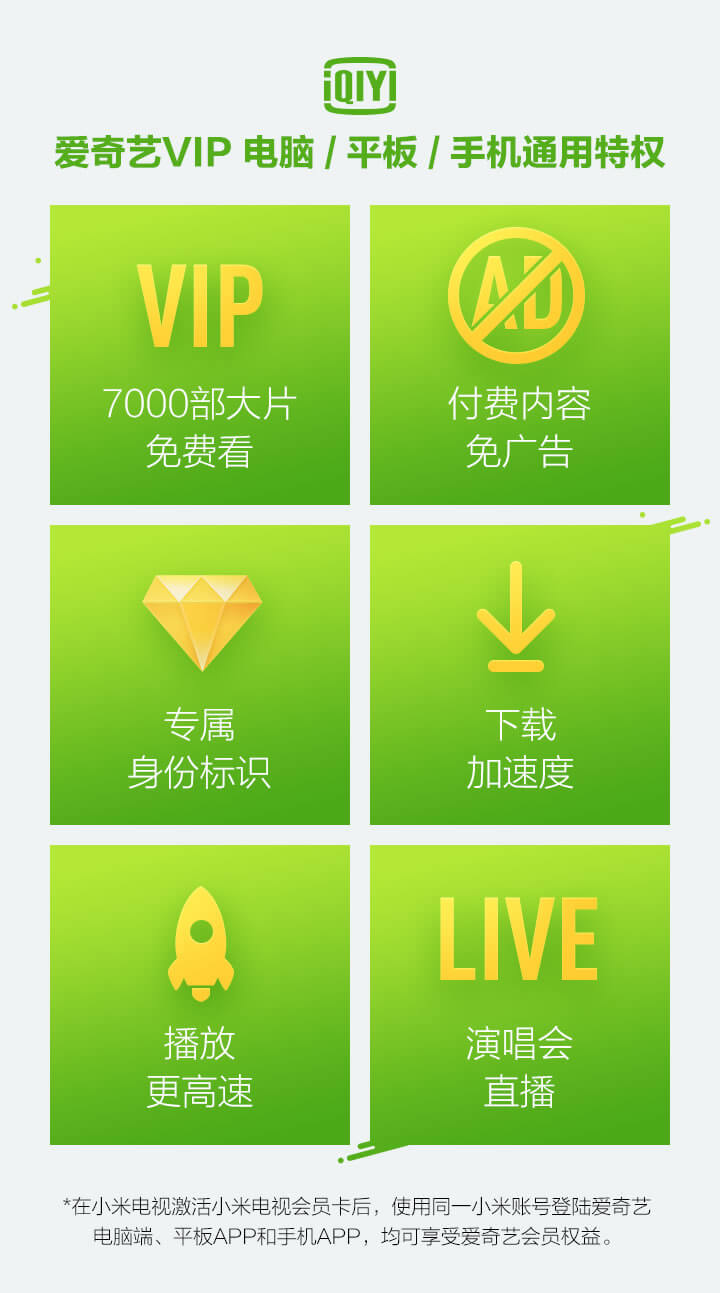 iQIYI
爱奇艺VIP 电脑 / 平板 / 手机通用特权
VIP
7000部大片
免费看
AD
付费内容
免广告
专属
身份标识
下载
加速度
播放
更高速
LIVE
演唱会
直播
*在小米电视激活小米电视会员卡后，使用同一小米账号登陆爱奇艺
电脑端、平板APP和手机APP，均可享受爱奇艺会员权益。